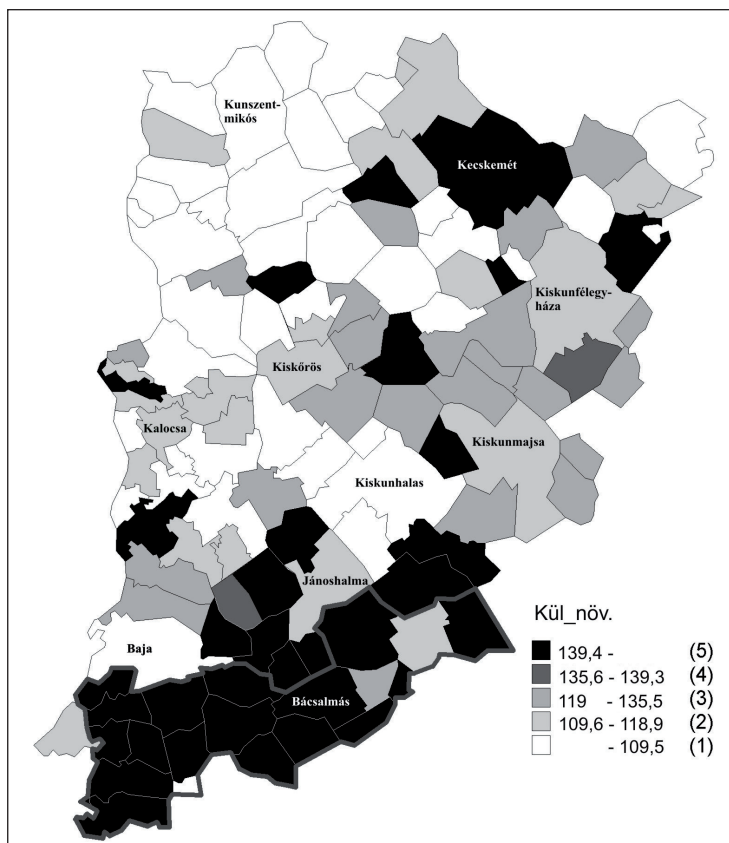 Kunszent-
mikós
Kecskemét
Kiskunfélegy-
háza
Kiskőrös
Kalocsa
Kiskunmajsa
Kiskunhalas
Jánoshalma
Baja
Bácsalmás
Kül_növ.
139,4 - (5)
135,6 - 139,3 (4)
119 - 135,5 (3)
109,6 - 118,9 (2)
- 109,5 (1)